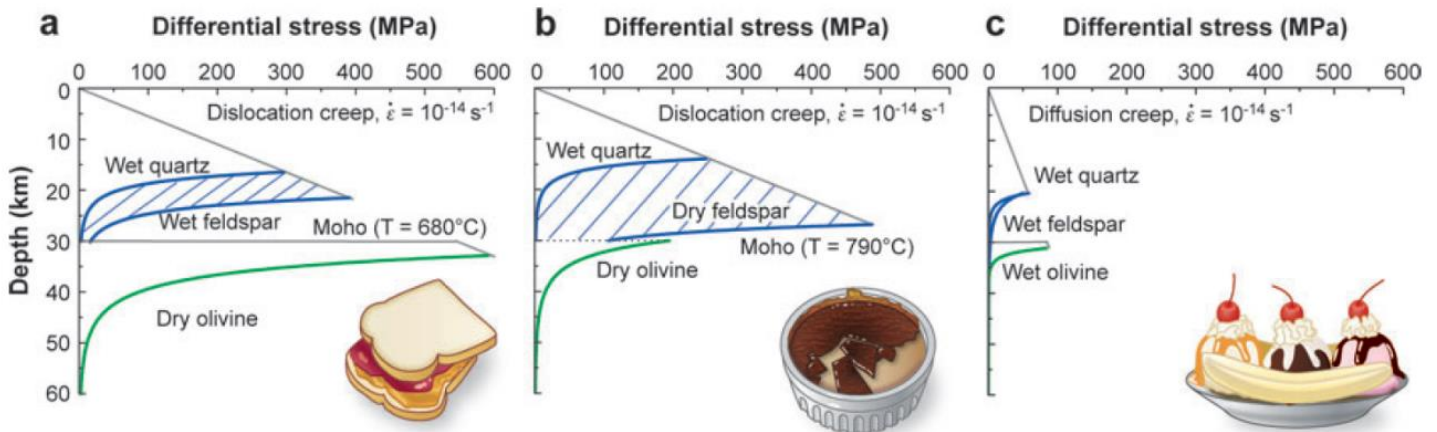 a Differential stress (MPa)
0 100 200 300 400 500 600
Depth (km)
0
10
20
30
40
50
60
Dislocation creep, ε̇ = 10⁻¹⁴ s⁻¹
Wet quartz
Wet feldspar
Moho (T = 680°C)
Dry olivine
b Differential stress (MPa)
0 100 200 300 400 500 600
Dislocation creep, ε̇ = 10⁻¹⁴ s⁻¹
Wet quartz
Dry feldspar
Moho (T = 790°C)
Dry olivine
c Differential stress (MPa)
0 100 200 300 400 500 600
Diffusion creep, ε̇ = 10⁻¹⁴ s⁻¹
Wet quartz
Wet feldspar
Wet olivine